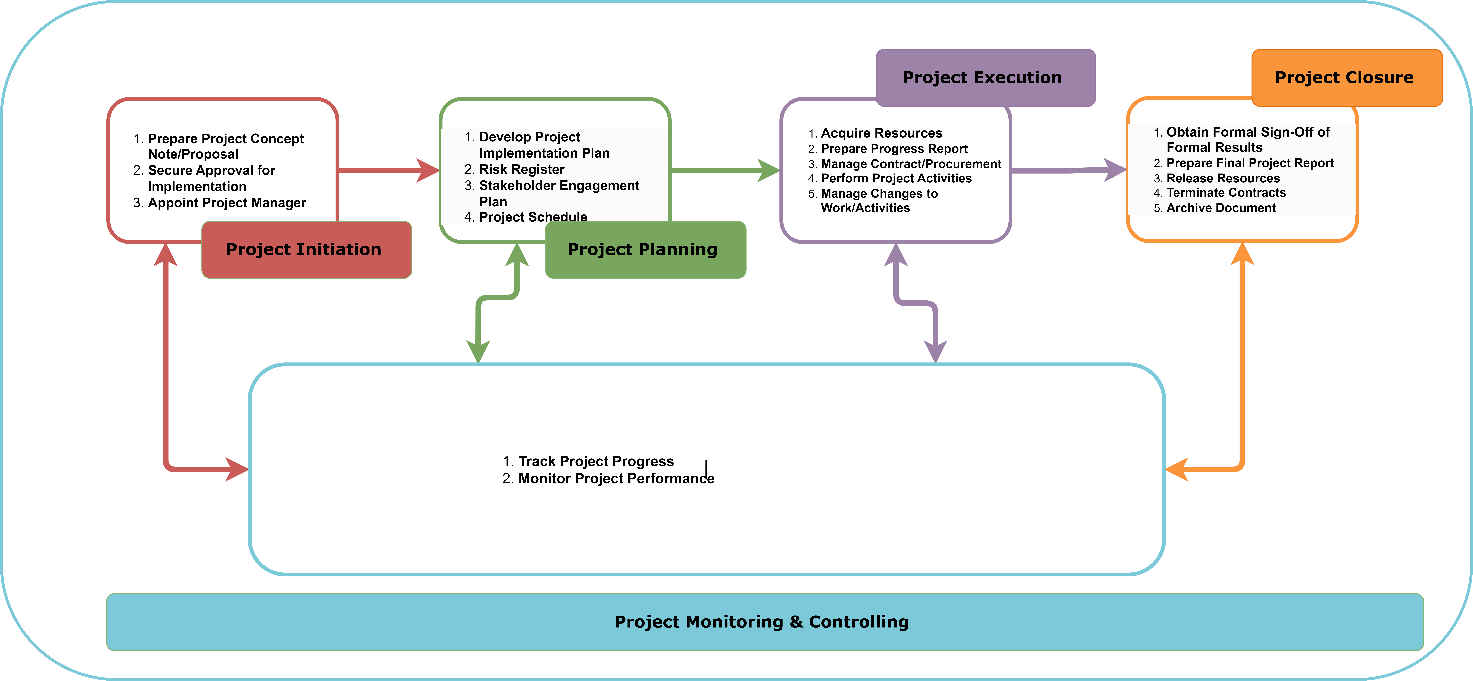 Project Execution
Project Closure
1. Prepare Project Concept
Note/Proposal
2. Secure Approval for
Implementation
3. Appoint Project Manager
Project Initiation
1. Develop Project
Implementation Plan
2. Risk Register
3. Stakeholder Engagement
Plan
4. Project Schedule
Project Planning
1. Acquire Resources
2. Prepare Progress Report
3. Manage Contract/Procurement
4. Perform Project Activities
5. Manage Changes to
Work/Activities
1. Obtain Formal Sign-Off of
Formal Results
2. Prepare Final Project Report
3. Release Resources
4. Terminate Contracts
5. Archive Document
1. Track Project Progress
2. Monitor Project Performance
Project Monitoring & Controlling